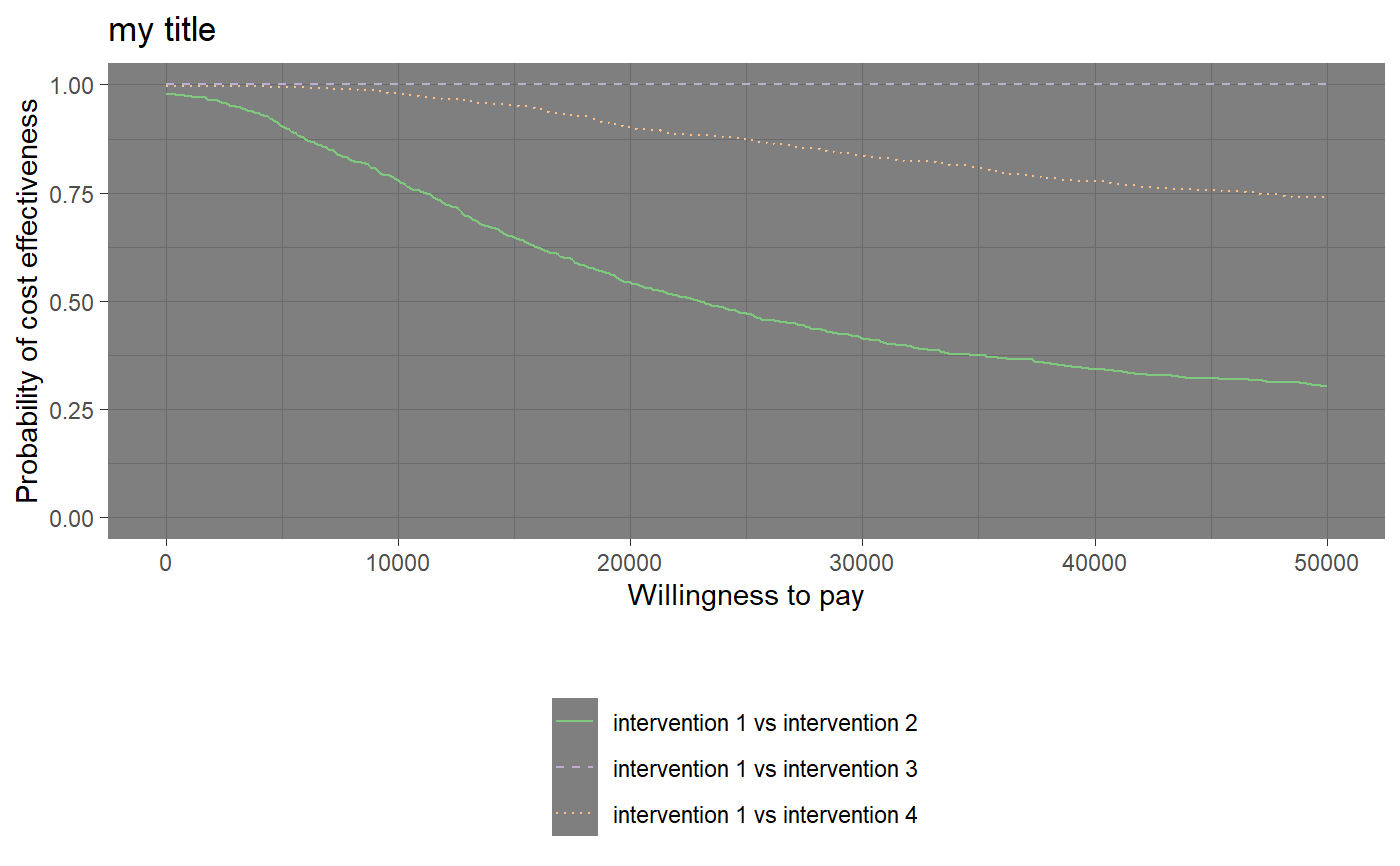 my title
Probability of cost effectiveness
1.00
0.75
0.50
0.25
0.00
0 10000 20000 30000 40000 50000
Willingness to pay
intervention 1 vs intervention 2
intervention 1 vs intervention 3
intervention 1 vs intervention 4